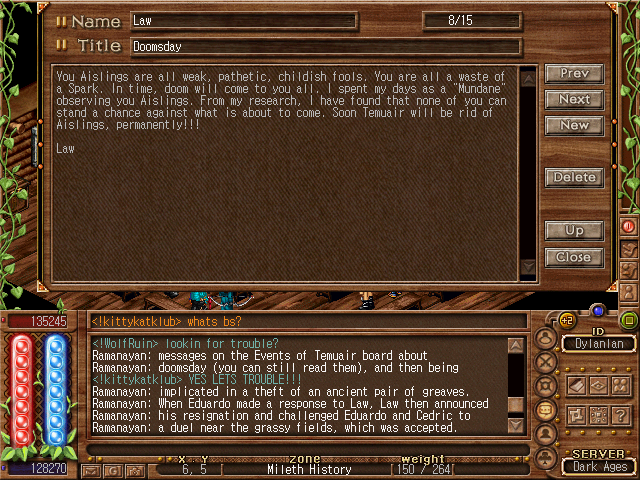 Name Law 8/15
Title Doomsday
You Aislings are all weak, pathetic, childish fools. You are all a waste
of a Spark. In time, doom will come to you all. I spent my days as a "Mundane"
observing you Aislings. From my research, I have found that none of you can
stand a chance against what is about to come. Soon Temuair will be rid of
Aislings, permanently!!!
Law
Prev
Next
New
Delete
Up
Close
135245
<!kittykatklub> whats bs?
+2
<!WolfRuin> lookin for trouble?
Ramanayan: messages on the Events of Temuair board about
Ramanayan: doomsday (you can still read them), and then being
<!kittykatklub> YES LETS TROUBLE!!!
Ramanayan: implicated in a theft of an ancient pair of greaves.
Ramanayan: When Eduardo made a response to Law, Law then announced
Ramanayan: his resignation and challenged Eduardo and Cedric to
Ramanayan: a duel near the grassy fields, which was accepted.
ID
Dylanlan
128270
X Y zone weight
6, 5 Mileth History 150 / 264
SERVER
Dark Ages